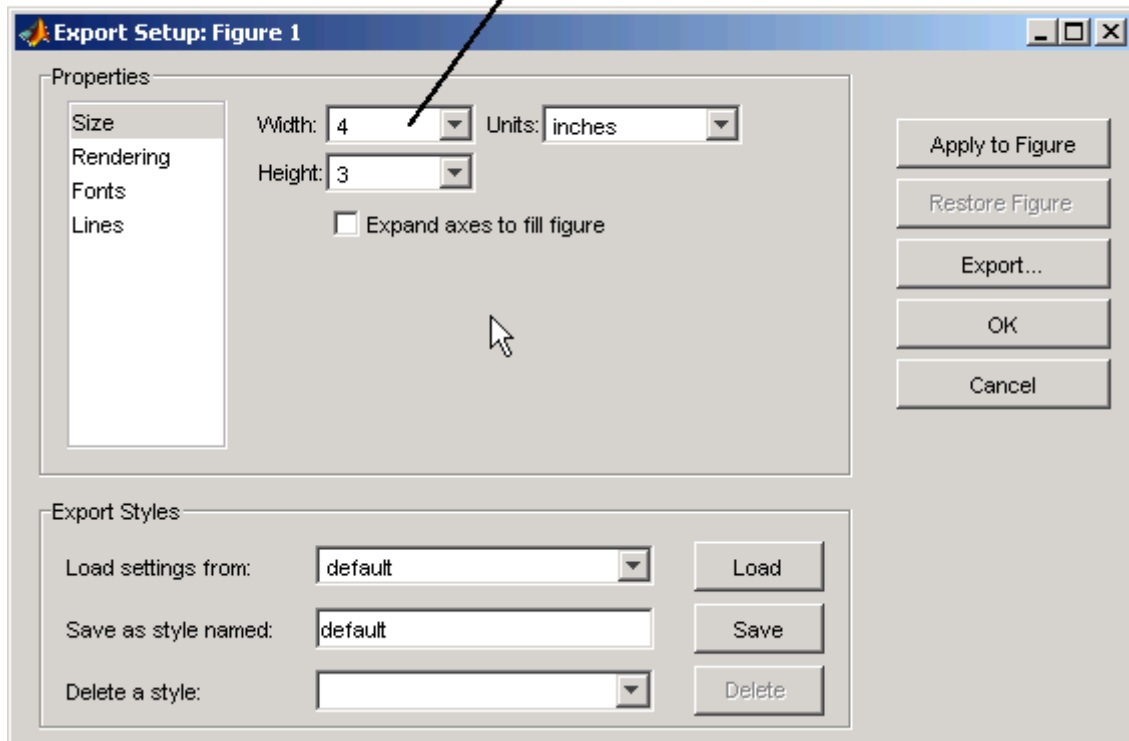 Export Setup: Figure 1
Properties
Size
Rendering
Fonts
Lines
Width: 4
Units: inches
Height: 3
Expand axes to fill figure
Apply to Figure
Restore Figure
Export...
OK
Cancel
Export Styles
Load settings from: default Load
Save as style named: default Save
Delete a style: Delete